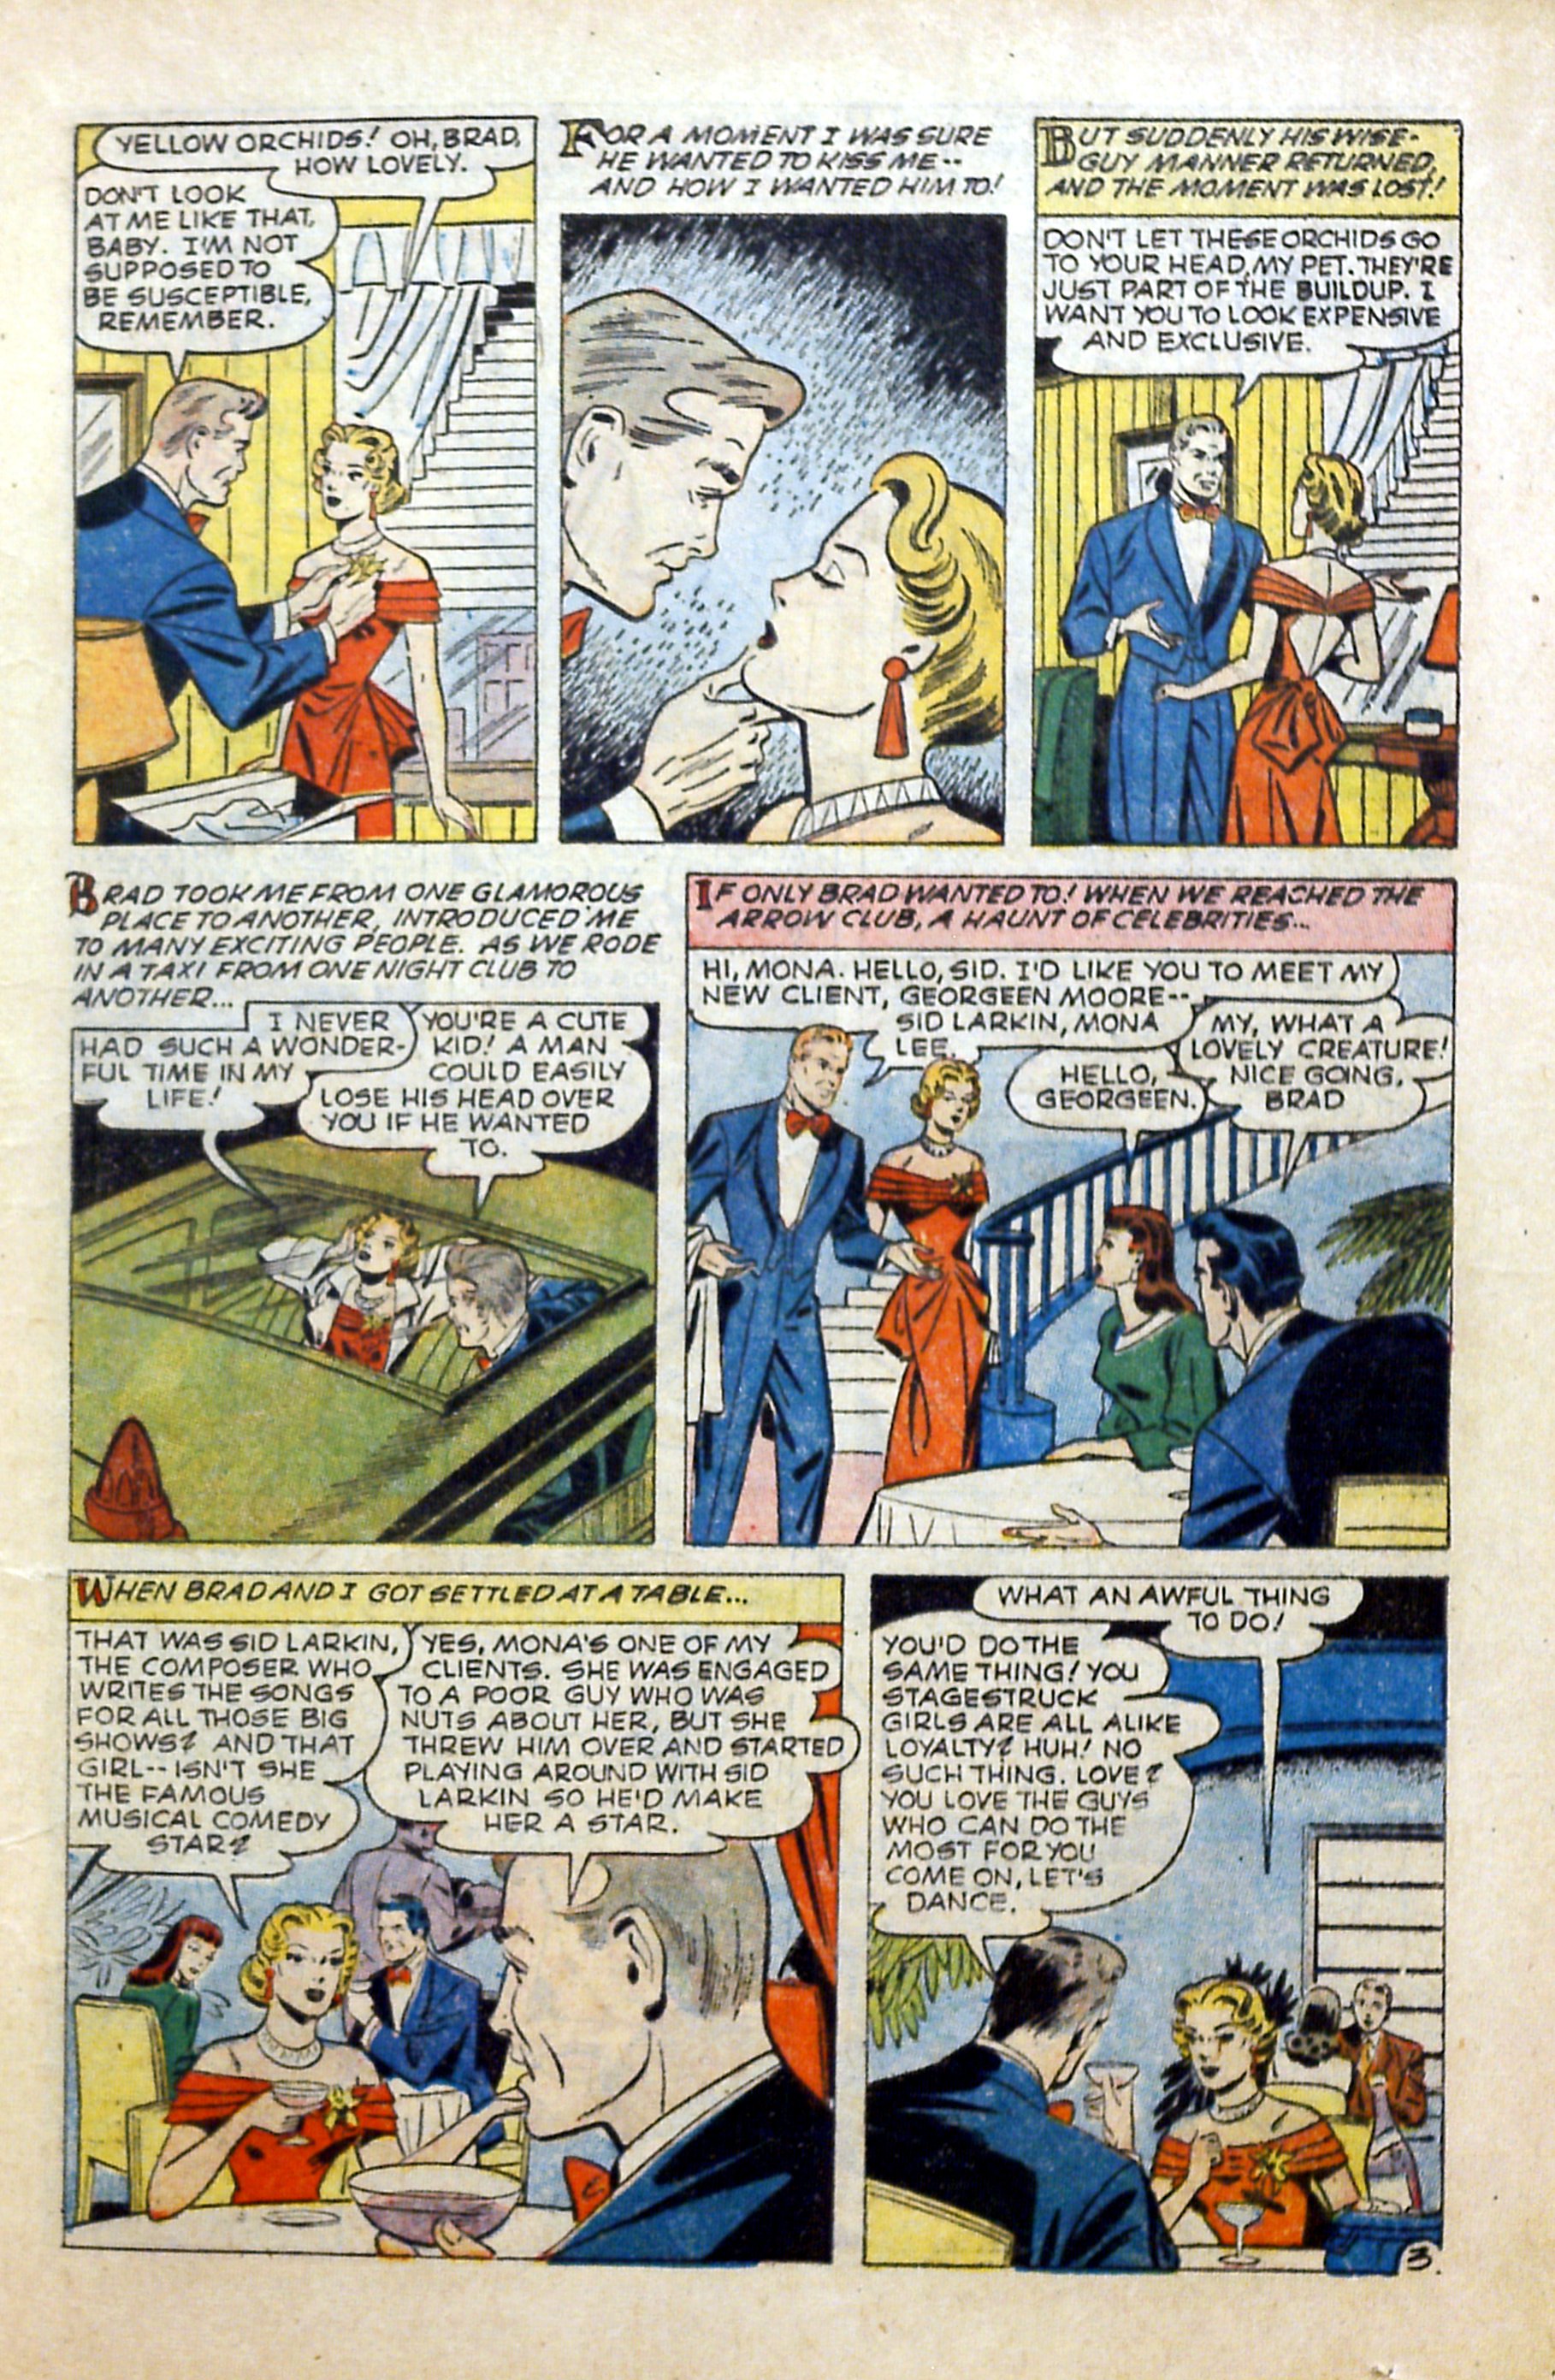 YELLOW ORCHIDS! OH, BRAD,
HOW LOVELY.
DON'T LOOK
AT ME LIKE THAT,
BABY. I'M NOT
SUPPOSED TO
BE SUSCEPTIBLE,
REMEMBER.
FOR A MOMENT I WAS SURE
HE WANTED TO KISS ME--
AND HOW I WANTED HIM TO!
BUT SUDDENLY HIS WISE-
GUY MANNER RETURNED,
AND THE MOMENT WAS LOST!
DON'T LET THESE ORCHIDS GO
TO YOUR HEAD, MY PET. THEY'RE
JUST PART OF THE BUILDUP. I
WANT YOU TO LOOK EXPENSIVE
AND EXCLUSIVE.
BRAD TOOK ME FROM ONE GLAMOROUS
PLACE TO ANOTHER, INTRODUCED ME
TO MANY EXCITING PEOPLE. AS WE RODE
IN A TAXI FROM ONE NIGHT CLUB TO
ANOTHER...
I NEVER
HAD SUCH A WONDER-
FUL TIME IN MY
LIFE!
YOU'RE A CUTE
KID! A MAN
COULD EASILY
LOSE HIS HEAD OVER
YOU IF HE WANTED
TO.
IF ONLY BRAD WANTED TO! WHEN WE REACHED THE
ARROW CLUB, A HAUNT OF CELEBRITIES...
HI, MONA. HELLO, SID. I'D LIKE YOU TO MEET MY
NEW CLIENT, GEORGEEN MOORE--
SID LARKIN, MONA
LEE.
HELLO,
GEORGEEN.
MY, WHAT A
LOVELY CREATURE!
NICE GOING,
BRAD
WHEN BRAD AND I GOT SETTLED AT A TABLE...
THAT WAS SID LARKIN,
THE COMPOSER WHO
WRITES THE SONGS
FOR ALL THOSE BIG
SHOWS? AND THAT
GIRL-- ISN'T SHE
THE FAMOUS
MUSICAL COMEDY
STAR?
YES, MONA'S ONE OF MY
CLIENTS. SHE WAS ENGAGED
TO A POOR GUY WHO WAS
NUTS ABOUT HER, BUT SHE
THREW HIM OVER AND STARTED
PLAYING AROUND WITH SID
LARKIN SO HE'D MAKE
HER A STAR.
WHAT AN AWFUL THING
TO DO!
YOU'D DO THE
SAME THING! YOU
STAGESTRUCK
GIRLS ARE ALL ALIKE
LOYALTY? HUH! NO
SUCH THING. LOVE?
YOU LOVE THE GUYS
WHO CAN DO THE
MOST FOR YOU
COME ON, LET'S
DANCE.
3.